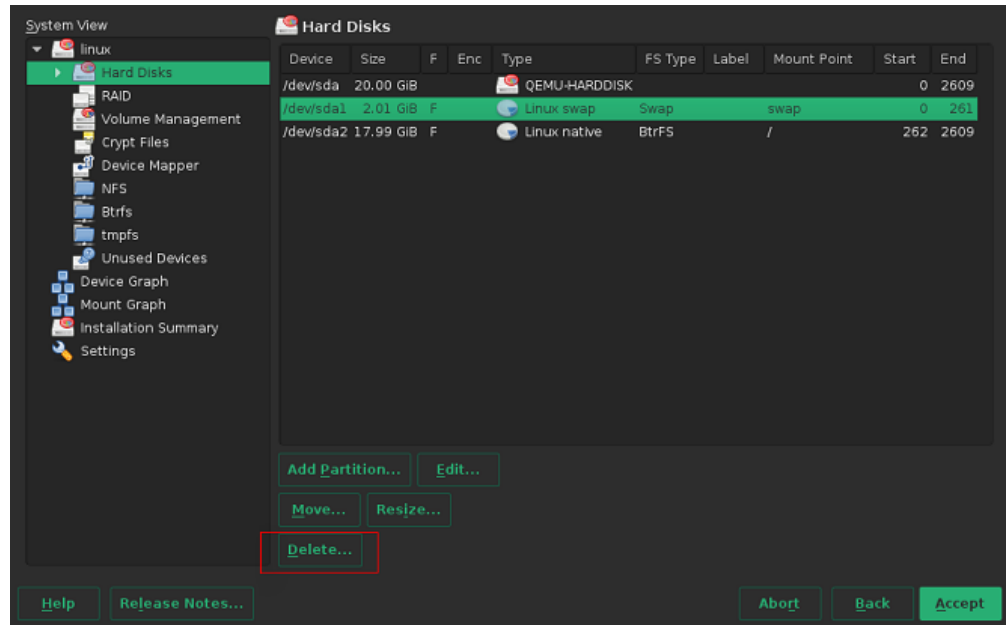 System View
linux
Hard Disks
RAID
Volume Management
Crypt Files
Device Mapper
NFS
Btrfs
tmpfs
Unused Devices
Device Graph
Mount Graph
Installation Summary
Settings
Hard Disks
Device Size F Enc Type FS Type Label Mount Point Start End
/dev/sda 20.00 GiB QEMU-HARDDISK 0 2609
/dev/sda1 2.01 GiB F Linux swap Swap swap 0 261
/dev/sda2 17.99 GiB F Linux native BtrFS / 262 2609
Add Partition... Edit...
Move... Resize...
Delete...
Help Release Notes... Abort Back Accept